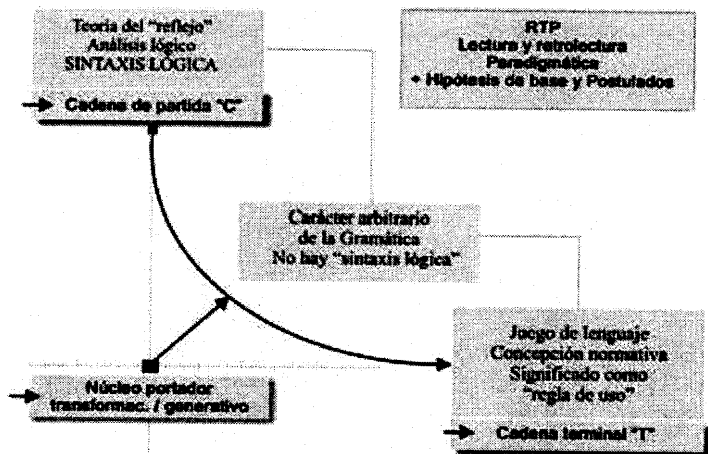 Teoría del "reflejo"
Análisis lógico
SINTAXIS LÓGICA
Cadena de partida "C"
RTP
Lectura y retrolectura
Paradigmática
+ Hipótesis de base y Postulados
Carácter arbitrario
de la Gramática
No hay "sintaxis lógica"
Núcleo portador
transformac. / generativo
Juego de lenguaje
Concepción normativa
Significado como
"regla de uso"
Cadena terminal "T"